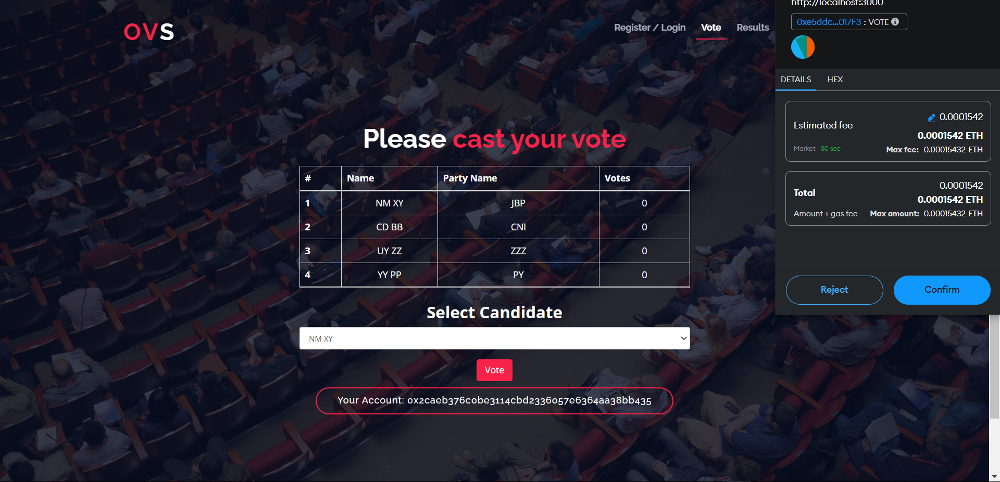 OVS
Register / Login
Vote
Results
Please cast your vote
# Name Party Name Votes
1 NM XY JBP 0
2 CD BB CNI 0
3 UY ZZ ZZZ 0
4 YY PP PY 0
Select Candidate
NM XY
Vote
Your Account: 0x2caeb376c0be3114cbd2336057e6364aa38bb435
http://localhost:3000
0xe5ddc...017F3 : VOTE
DETAILS
HEX
Estimated fee
0.0001542
0.0001542 ETH
Market ~30 sec
Max fee: 0.00015432 ETH
Total
0.0001542
0.0001542 ETH
Amount + gas fee
Max amount: 0.00015432 ETH
Reject
Confirm